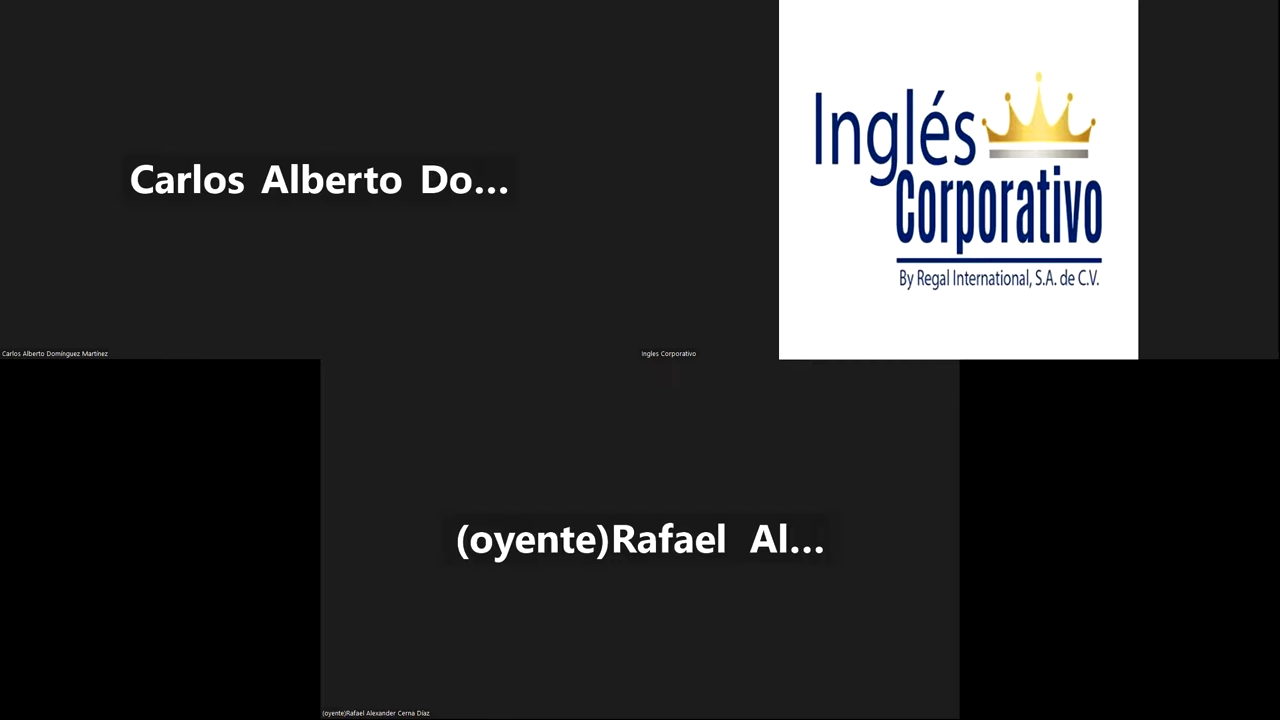 Carlos Alberto Do...
Inglés
Corporativo
By Regal International, S.A. de C.V.
Carlos Alberto Domínguez Martínez
Ingles Corporativo
(oyente)Rafael Al...
(oyente)Rafael Alexander Cerna Díaz